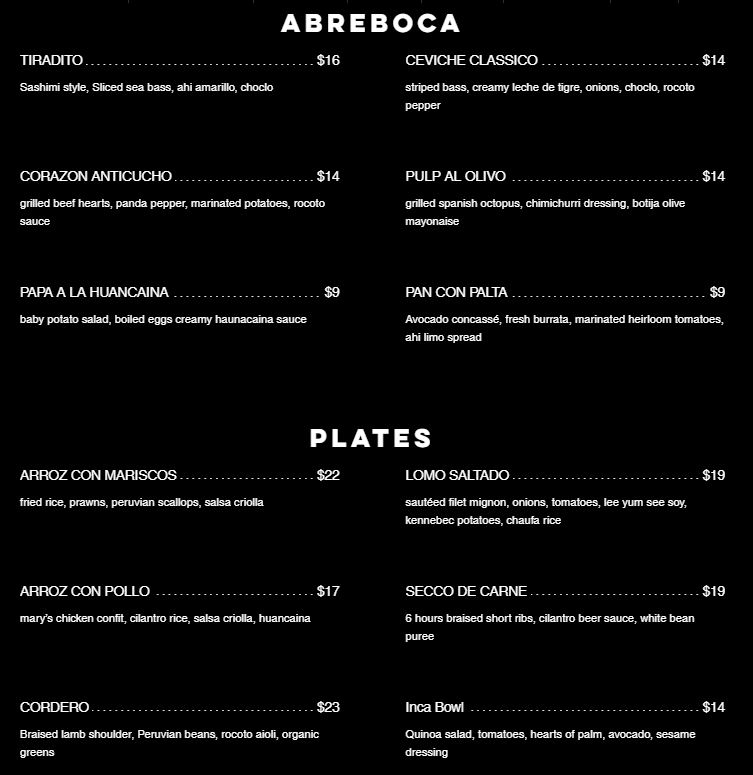 ABREBOCA
TIRADITO ........................................ $16
Sashimi style, Sliced sea bass, ahi amarillo, choclo
CEVICHE CLASSICO ........................... $14
striped bass, creamy leche de tigre, onions, choclo, rocoto
pepper
CORAZON ANTICUCHO ........................ $14
grilled beef hearts, panda pepper, marinated potatoes, rocoto
sauce
PULP AL OLIVO ................................ $14
grilled spanish octopus, chimichurri dressing, botija olive
mayonaise
PAPA A LA HUANCAINA ......................... $9
baby potato salad, boiled eggs creamy haunacaina sauce
PAN CON PALTA ................................. $9
Avocado concassé, fresh burrata, marinated heirloom tomatoes,
ahi limo spread
PLATES
ARROZ CON MARISCOS ....................... $22
fried rice, prawns, peruvian scallops, salsa criolla
LOMO SALTADO ................................ $19
sautéed filet mignon, onions, tomatoes, lee yum see soy,
kennebec potatoes, chaufa rice
ARROZ CON POLLO ........................... $17
mary's chicken confit, cilantro rice, salsa criolla, huancaina
SECCO DE CARNE ............................. $19
6 hours braised short ribs, cilantro beer sauce, white bean
puree
CORDERO ...................................... $23
Braised lamb shoulder, Peruvian beans, rocoto aioli, organic
greens
Inca Bowl ....................................... $14
Quinoa salad, tomatoes, hearts of palm, avocado, sesame
dressing